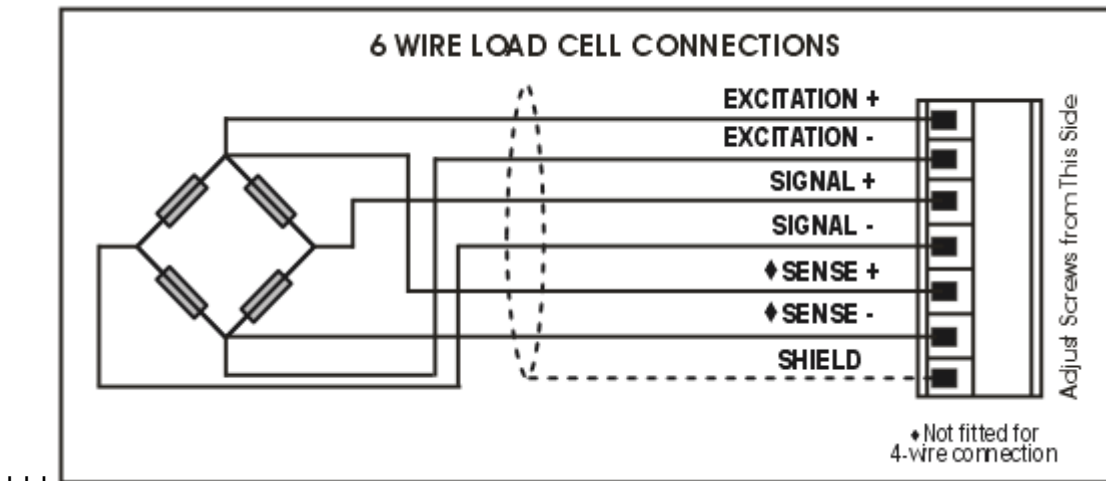 6 WIRE LOAD CELL CONNECTIONS
EXCITATION +
EXCITATION -
SIGNAL +
SIGNAL -
♦SENSE +
♦SENSE -
SHIELD
Adjust Screws from This Side
♦Not fitted for
4-wire connection